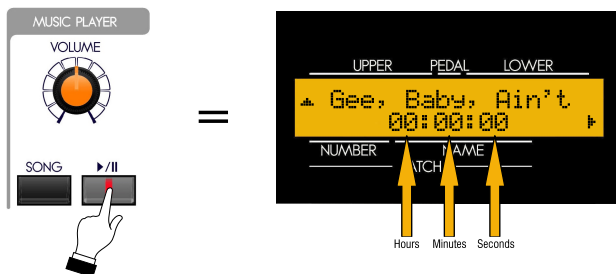 MUSIC PLAYER
VOLUME
SONG ▶/II
=
UPPER PEDAL LOWER
Gee, Baby, Ain't
00:00:00
NUMBER NAME
Hours Minutes Seconds